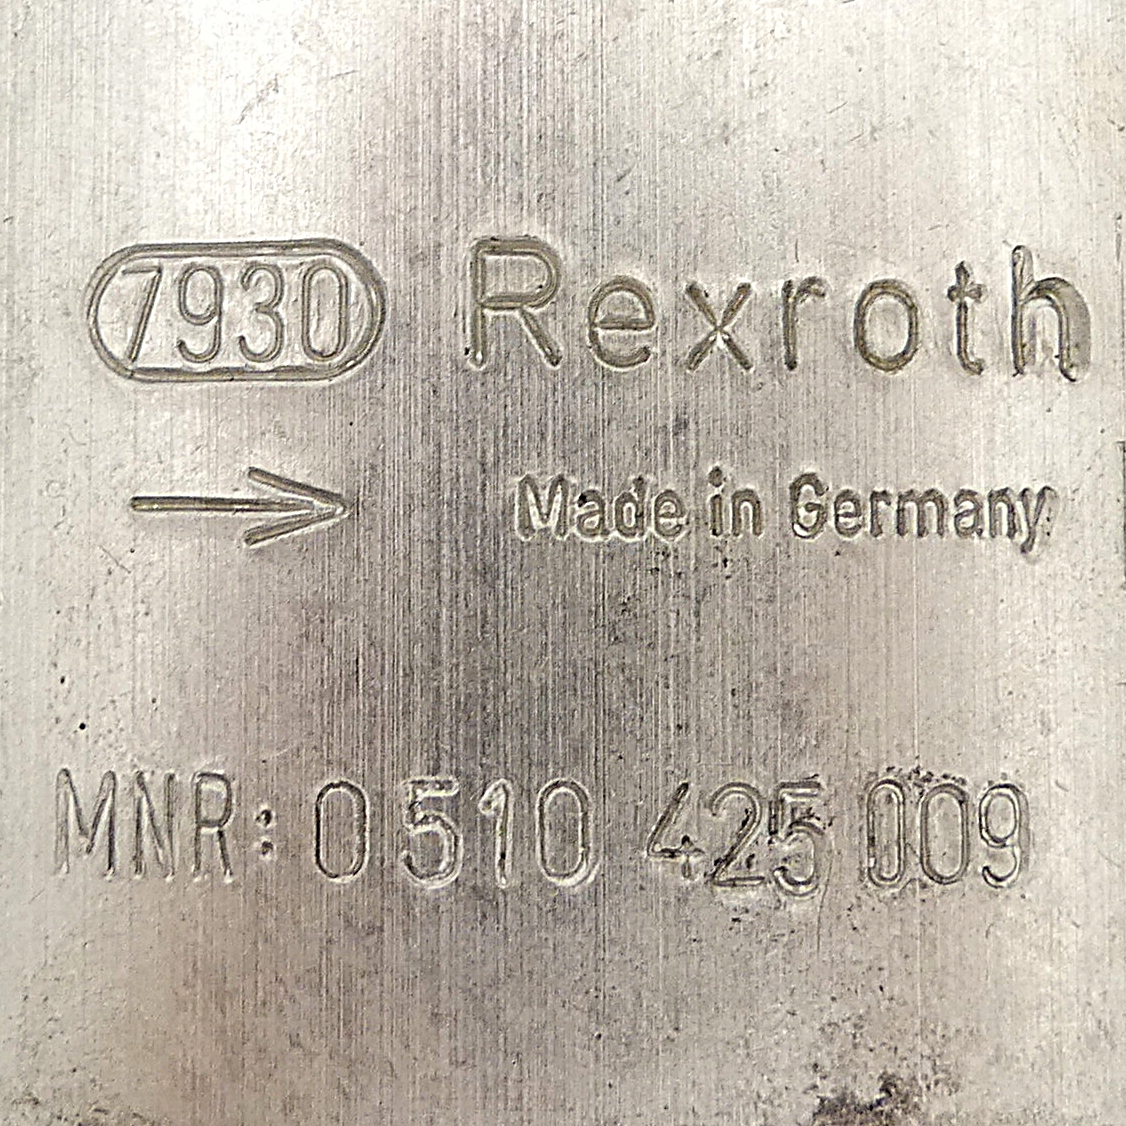 7930 Rexroth
Made in Germany
MNR: 0 510 425 009